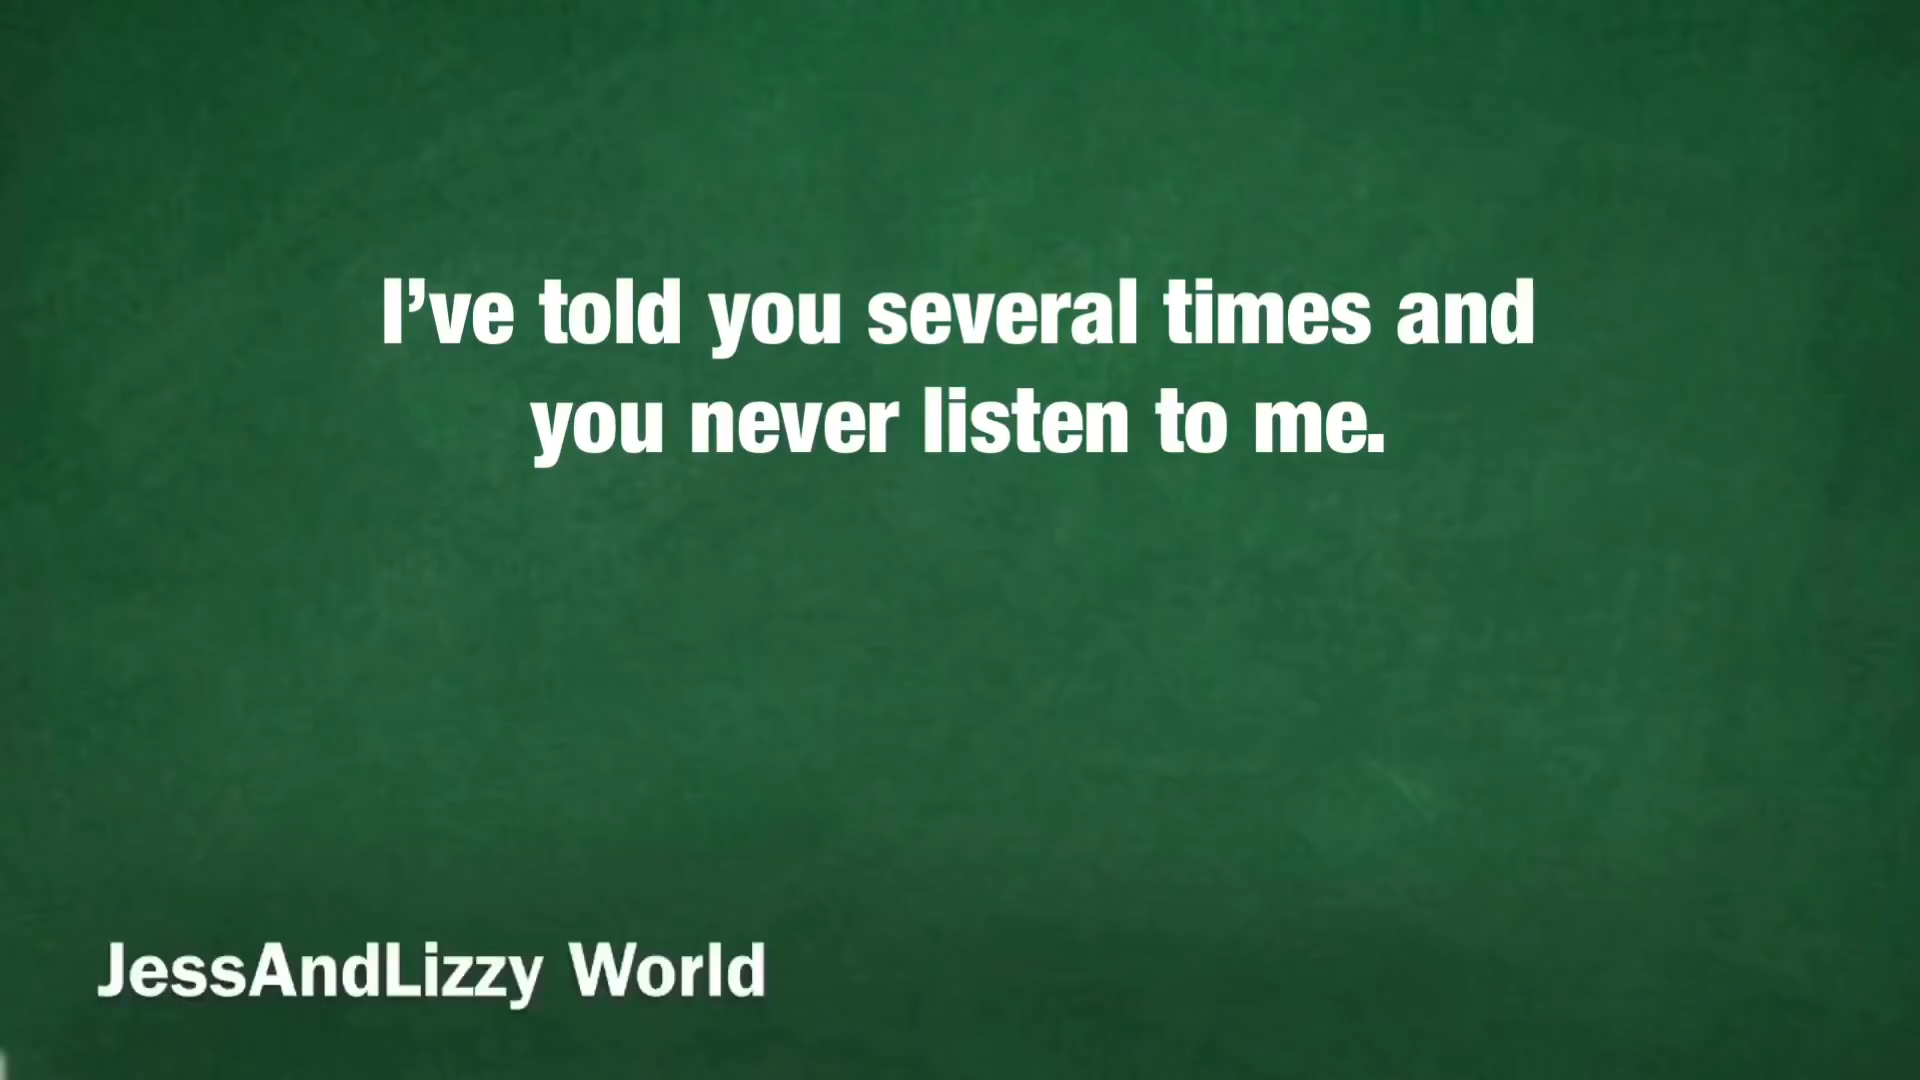 I’ve told you several times and
you never listen to me.
JessAndLizzy World